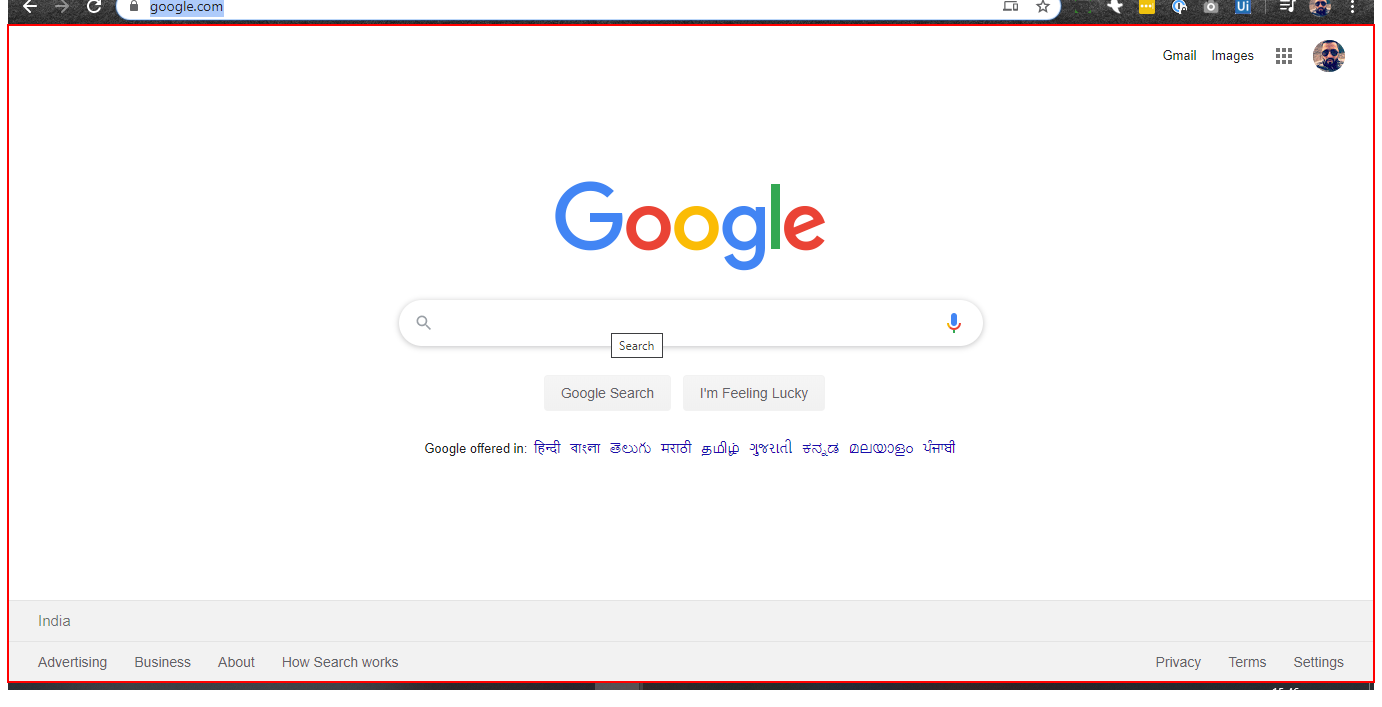 google.com
Ui
Gmail Images
Google
Search
Google Search I'm Feeling Lucky
Google offered in: हिन्दी বাংলা తెలుగు मराठी தமிழ் ગુજરાતી ಕನ್ನಡ മലയാളം ਪੰਜਾਬੀ
India
Advertising Business About How Search works Privacy Terms Settings